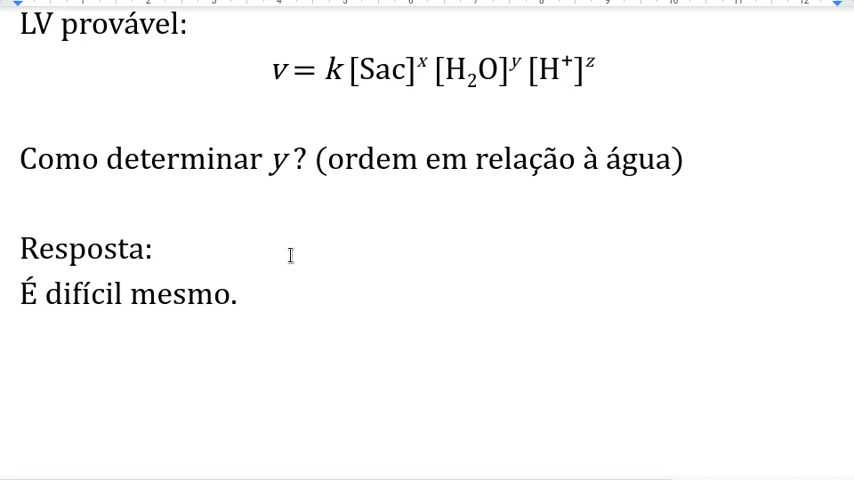 LV provável:
v = k [Sac]ˣ [H₂O]ʸ [H⁺]ᶻ
Como determinar y ? (ordem em relação à água)
Resposta:
É difícil mesmo.